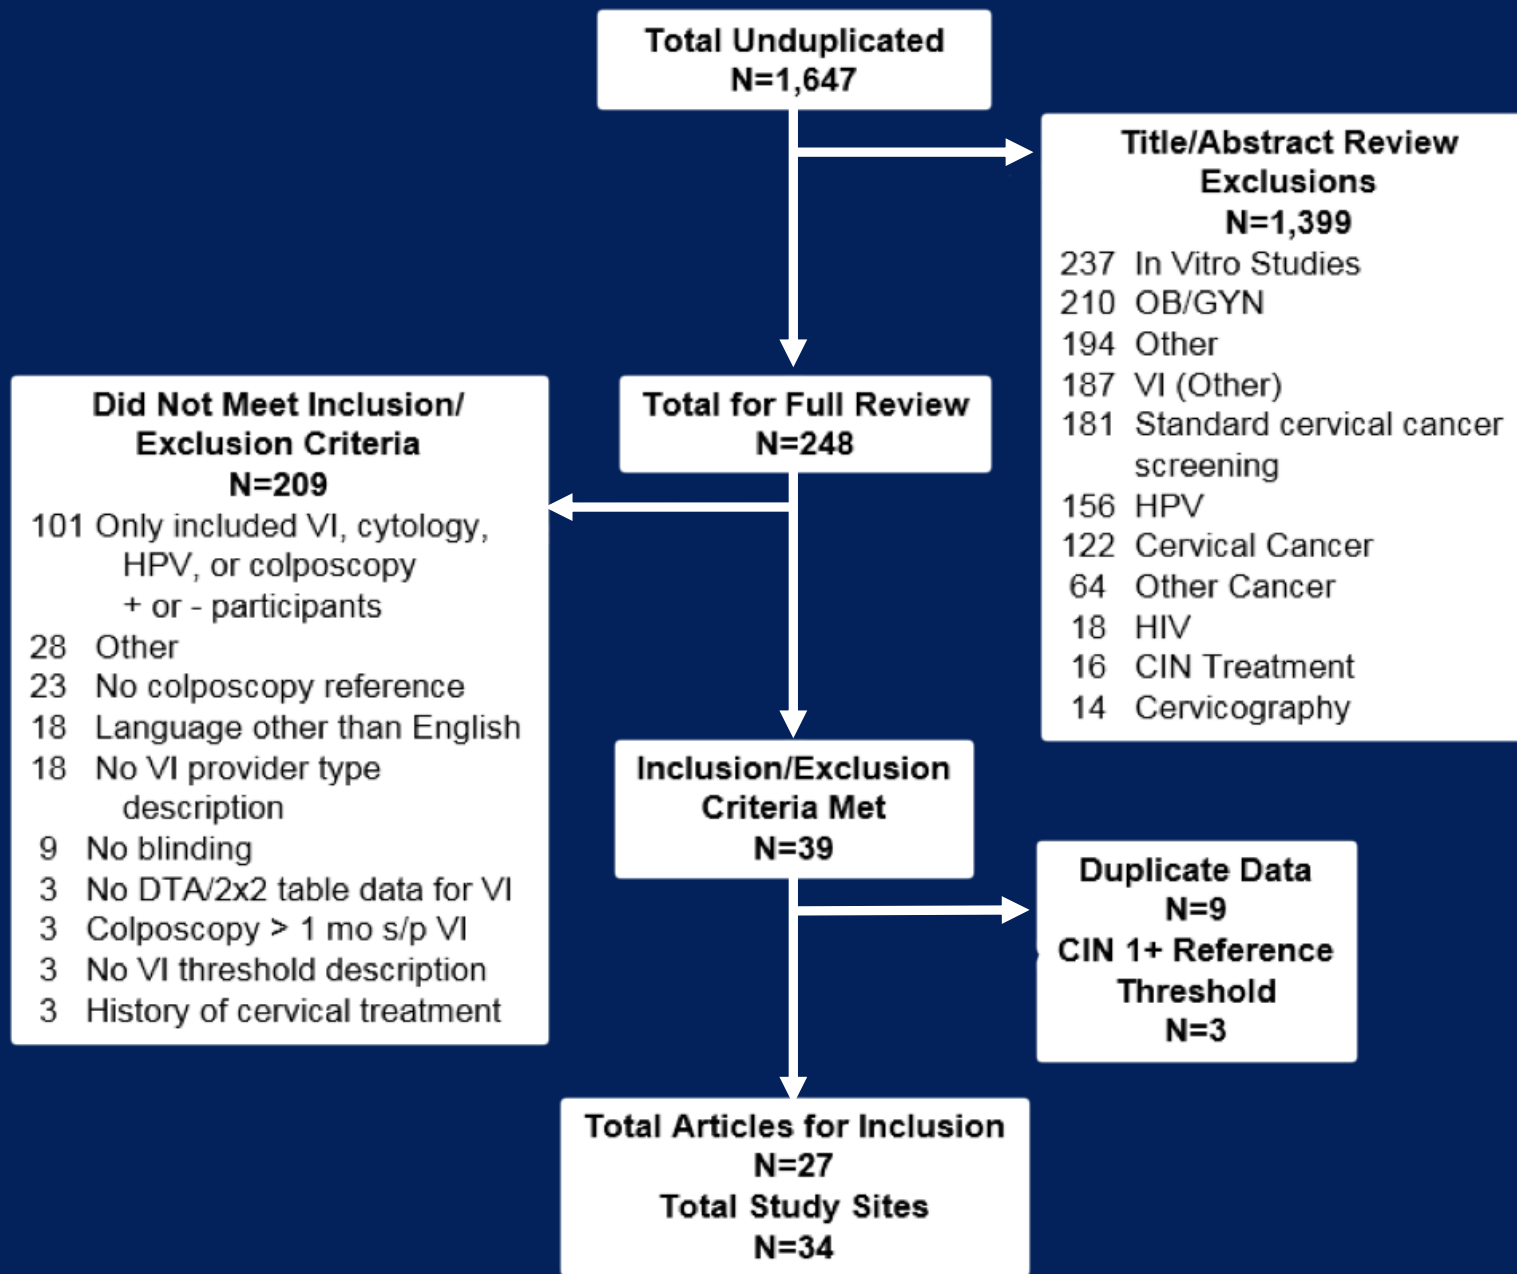 Total Unduplicated
N=1,647
Title/Abstract Review
Exclusions
N=1,399
237 In Vitro Studies
210 OB/GYN
194 Other
187 VI (Other)
181 Standard cervical cancer
screening
156 HPV
122 Cervical Cancer
64 Other Cancer
18 HIV
16 CIN Treatment
14 Cervicography
Total for Full Review
N=248
Did Not Meet Inclusion/
Exclusion Criteria
N=209
101 Only included VI, cytology,
HPV, or colposcopy
+ or - participants
28 Other
23 No colposcopy reference
18 Language other than English
18 No VI provider type
description
9 No blinding
3 No DTA/2x2 table data for VI
3 Colposcopy > 1 mo s/p VI
3 No VI threshold description
3 History of cervical treatment
Inclusion/Exclusion
Criteria Met
N=39
Duplicate Data
N=9
CIN 1+ Reference
Threshold
N=3
Total Articles for Inclusion
N=27
Total Study Sites
N=34